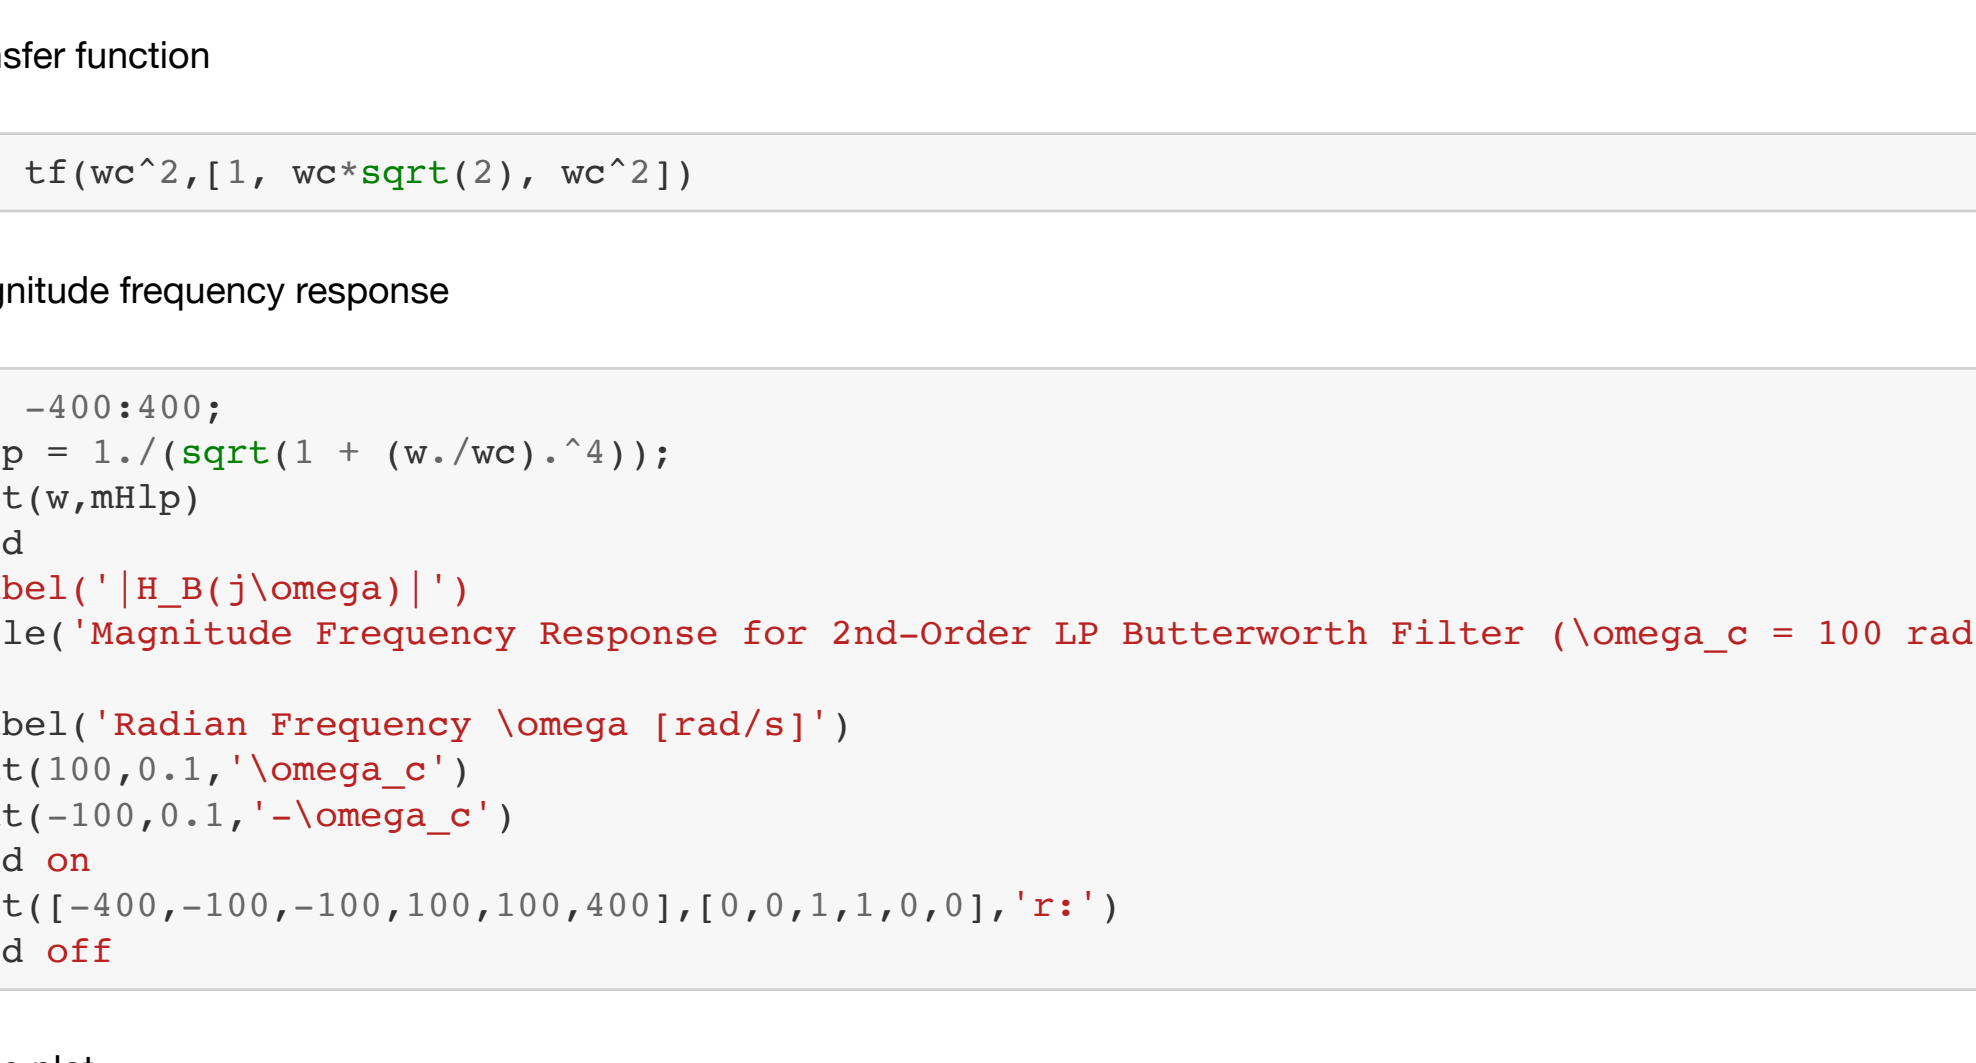 sfer function
tf(wc^2,[1, wc*sqrt(2), wc^2])
nitude frequency response
-400:400;
p = 1./(sqrt(1 + (w./wc).^4));
t(w,mHlp)
d
bel('|H_B(j\omega)|')
le('Magnitude Frequency Response for 2nd-Order LP Butterworth Filter (\omega_c = 100 rad
bel('Radian Frequency \omega [rad/s]')
t(100,0.1,'\omega_c')
t(-100,0.1,'-\omega_c')
d on
t([-400,-100,-100,100,100,400],[0,0,1,1,0,0],'r:')
d off
plot